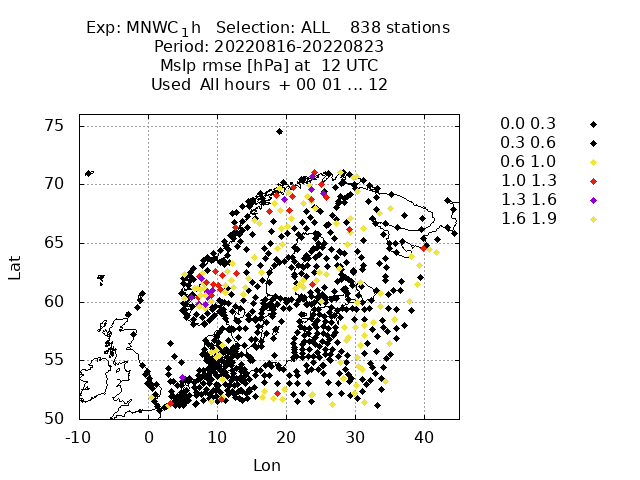 Exp: MNWC₁h Selection: ALL 838 stations
Period: 20220816-20220823
Mslp rmse [hPa] at 12 UTC
Used All hours + 00 01 ... 12
0.0 0.3
0.3 0.6
0.6 1.0
1.0 1.3
1.3 1.6
1.6 1.9
75
70
65
60
55
50
Lat
-10 0 10 20 30 40
Lon